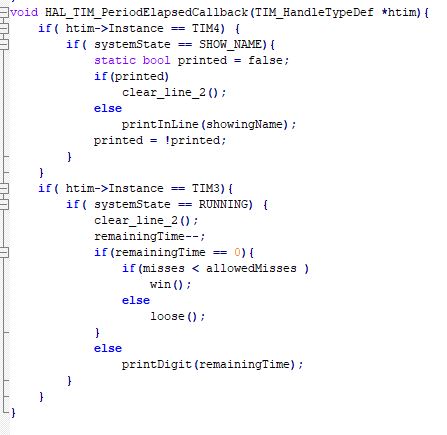 void HAL_TIM_PeriodElapsedCallback(TIM_HandleTypeDef *htim){
    if( htim->Instance == TIM4) {
        if( systemState == SHOW_NAME){
            static bool printed = false;
            if(printed)
                clear_line_2();
            else
                printInLine(showingName);
            printed = !printed;
        }
    }
    if( htim->Instance == TIM3){
        if( systemState == RUNNING) {
            clear_line_2();
            remainingTime--;
            if(remainingTime == 0){
                if(misses < allowedMisses )
                    win();
                else
                    loose();
            }
            else
                printDigit(remainingTime);
        }
    }
}